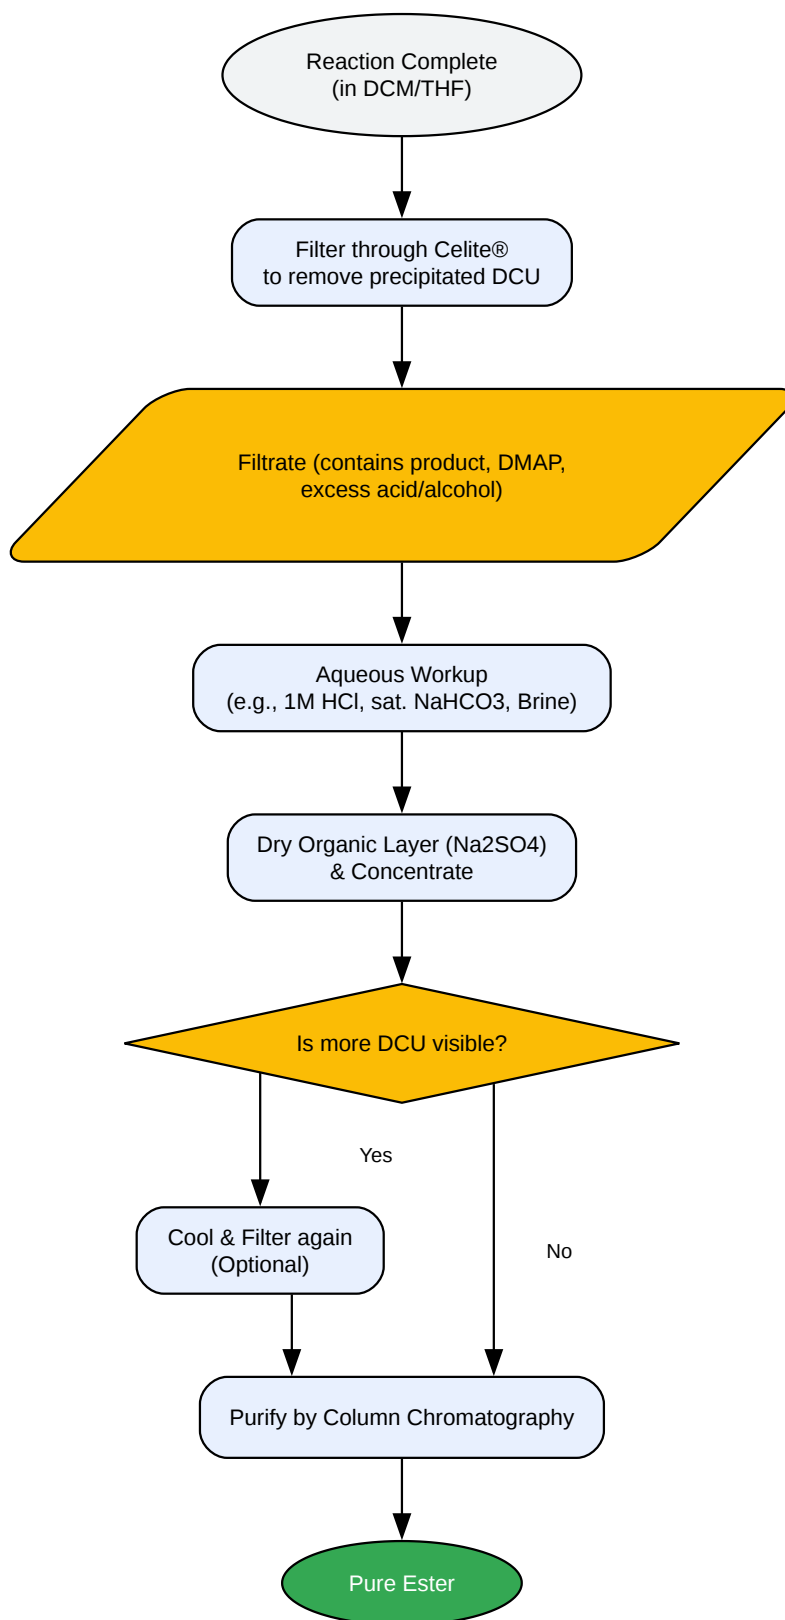 Reaction Complete
(in DCM/THF)
Filter through Celite®
to remove precipitated DCU
Filtrate (contains product, DMAP,
excess acid/alcohol)
Aqueous Workup
(e.g., 1M HCl, sat. NaHCO3, Brine)
Dry Organic Layer (Na2SO4)
& Concentrate
Is more DCU visible?
Yes
Cool & Filter again
(Optional)
No
Purify by Column Chromatography
Pure Ester